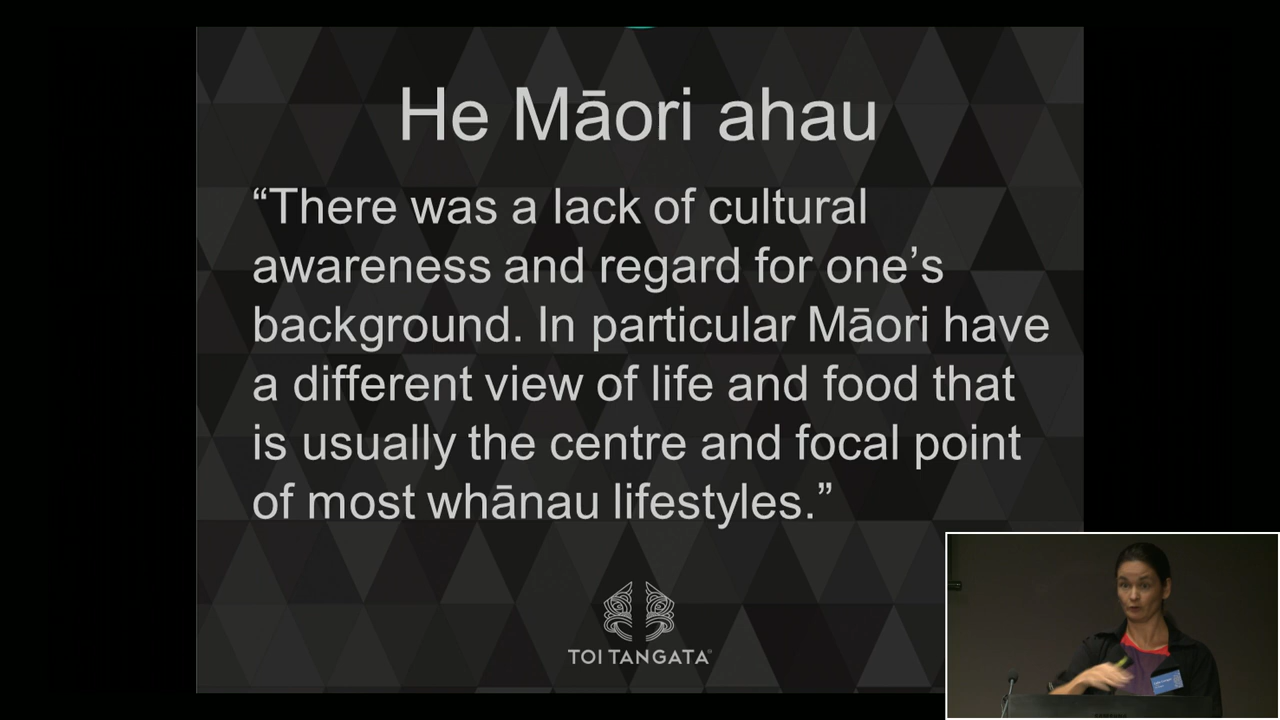 He Māori ahau
“There was a lack of cultural
awareness and regard for one’s
background. In particular Māori have
a different view of life and food that
is usually the centre and focal point
of most whānau lifestyles.”
TOI TANGATA